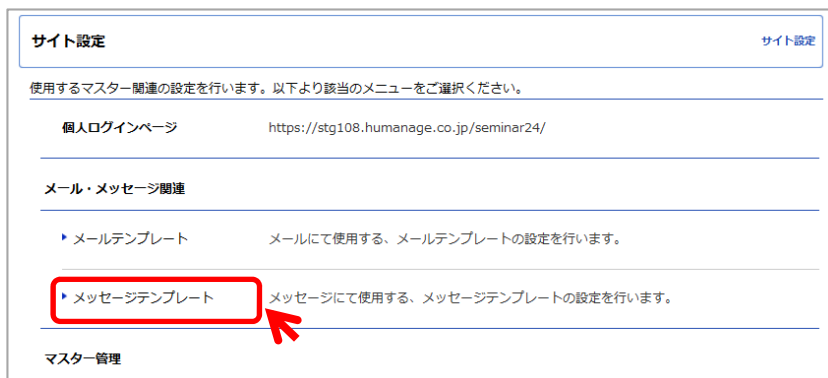 サイト設定
サイト設定
使用するマスター関連の設定を行います。以下より該当のメニューをご選択ください。
個人ログインページ https://stg108.humanage.co.jp/seminar24/
メール・メッセージ関連
メールテンプレート メールにて使用する、メールテンプレートの設定を行います。
メッセージテンプレート メッセージにて使用する、メッセージテンプレートの設定を行います。
マスター管理